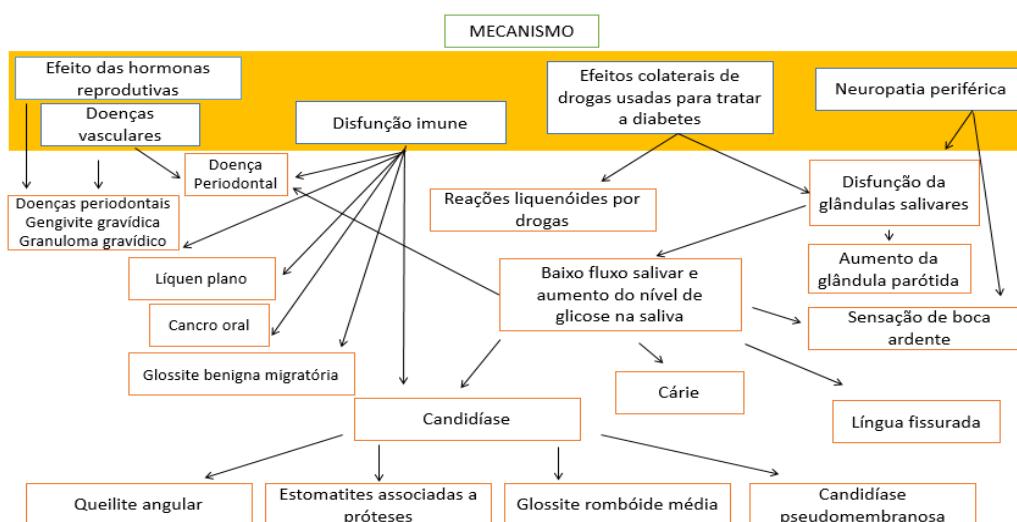 MECANISMO
Efeito das hormonas
reprodutivas
Doenças
vasculares
Disfunção imune
Efeitos colaterais de
drogas usadas para tratar
a diabetes
Neuropatia periférica
Doença
Periodontal
Doenças periodontais
Gengivite gravídica
Granuloma gravídico
Reações liquenóides por
drogas
Disfunção da
glândulas salivares
Líquen plano
Baixo fluxo salivar e
aumento do nível de
glicose na saliva
Aumento da
glândula parótida
Cancro oral
Sensação de boca
ardente
Glossite benigna migratória
Cárie
Candidíase
Língua fissurada
Queilite angular
Estomatites associadas a
próteses
Glossite rombóide média
Candidíase
pseudomembranosa